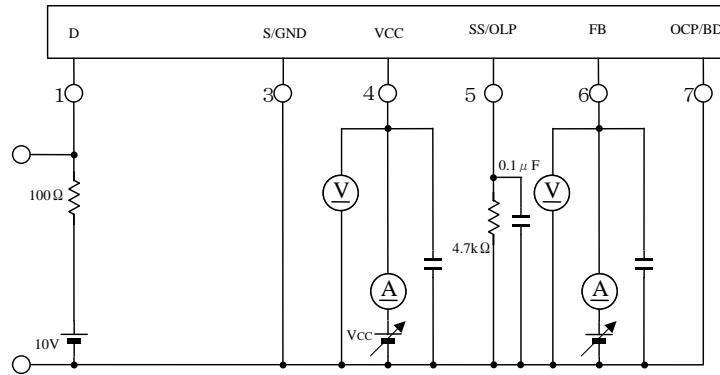 D S/GND VCC SS/OLP FB OCP/BD
1 3 4 5 6 7
0.1μF
V V
100Ω
4.7kΩ
A A
VCC
10V